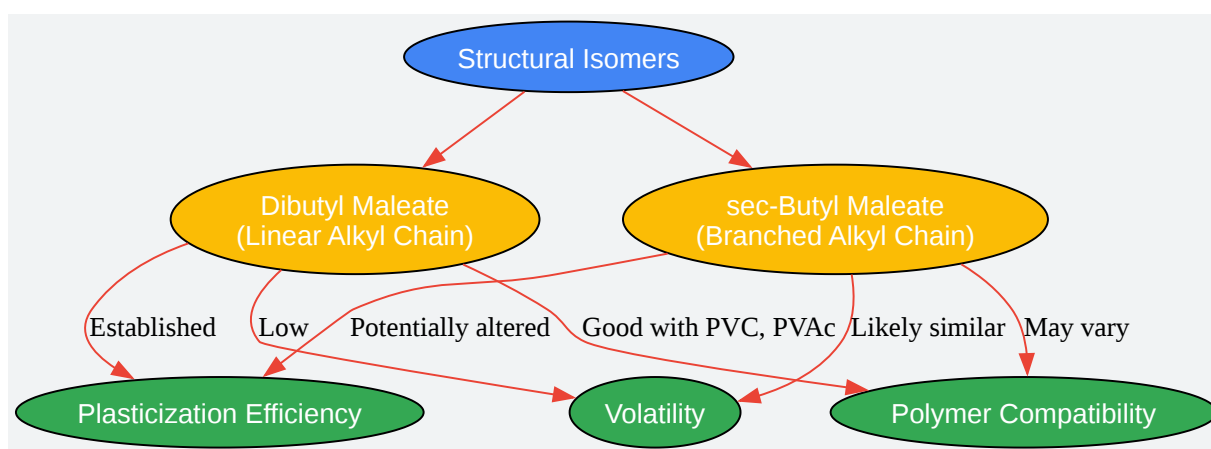 Structural Isomers
Dibutyl Maleate
(Linear Alkyl Chain)
sec-Butyl Maleate
(Branched Alkyl Chain)
Established
Low
Potentially altered
Good with PVC, PVAc
Likely similar
May vary
Plasticization Efficiency
Volatility
Polymer Compatibility